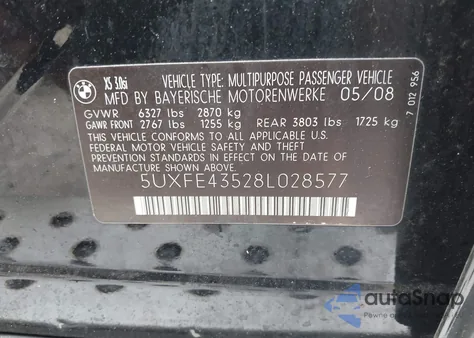 X5 3.0si
VEHICLE TYPE: MULTIPURPOSE PASSENGER VEHICLE
MFD BY BAYERISCHE MOTORENWERKE 05/08
GVWR 6327 lbs 2870 kg
GAWR FRONT 2767 lbs 1255 kg REAR 3803 lbs 1725 kg
THIS VEHICLE CONFORMS TO ALL APPLICABLE U.S.
FEDERAL MOTOR VEHICLE SAFETY AND THEFT
PREVENTION STANDARDS IN EFFECT ON THE DATE OF
MANUFACTURE SHOWN ABOVE.
5UXFE43528L028577
7 012 956
autoSnap